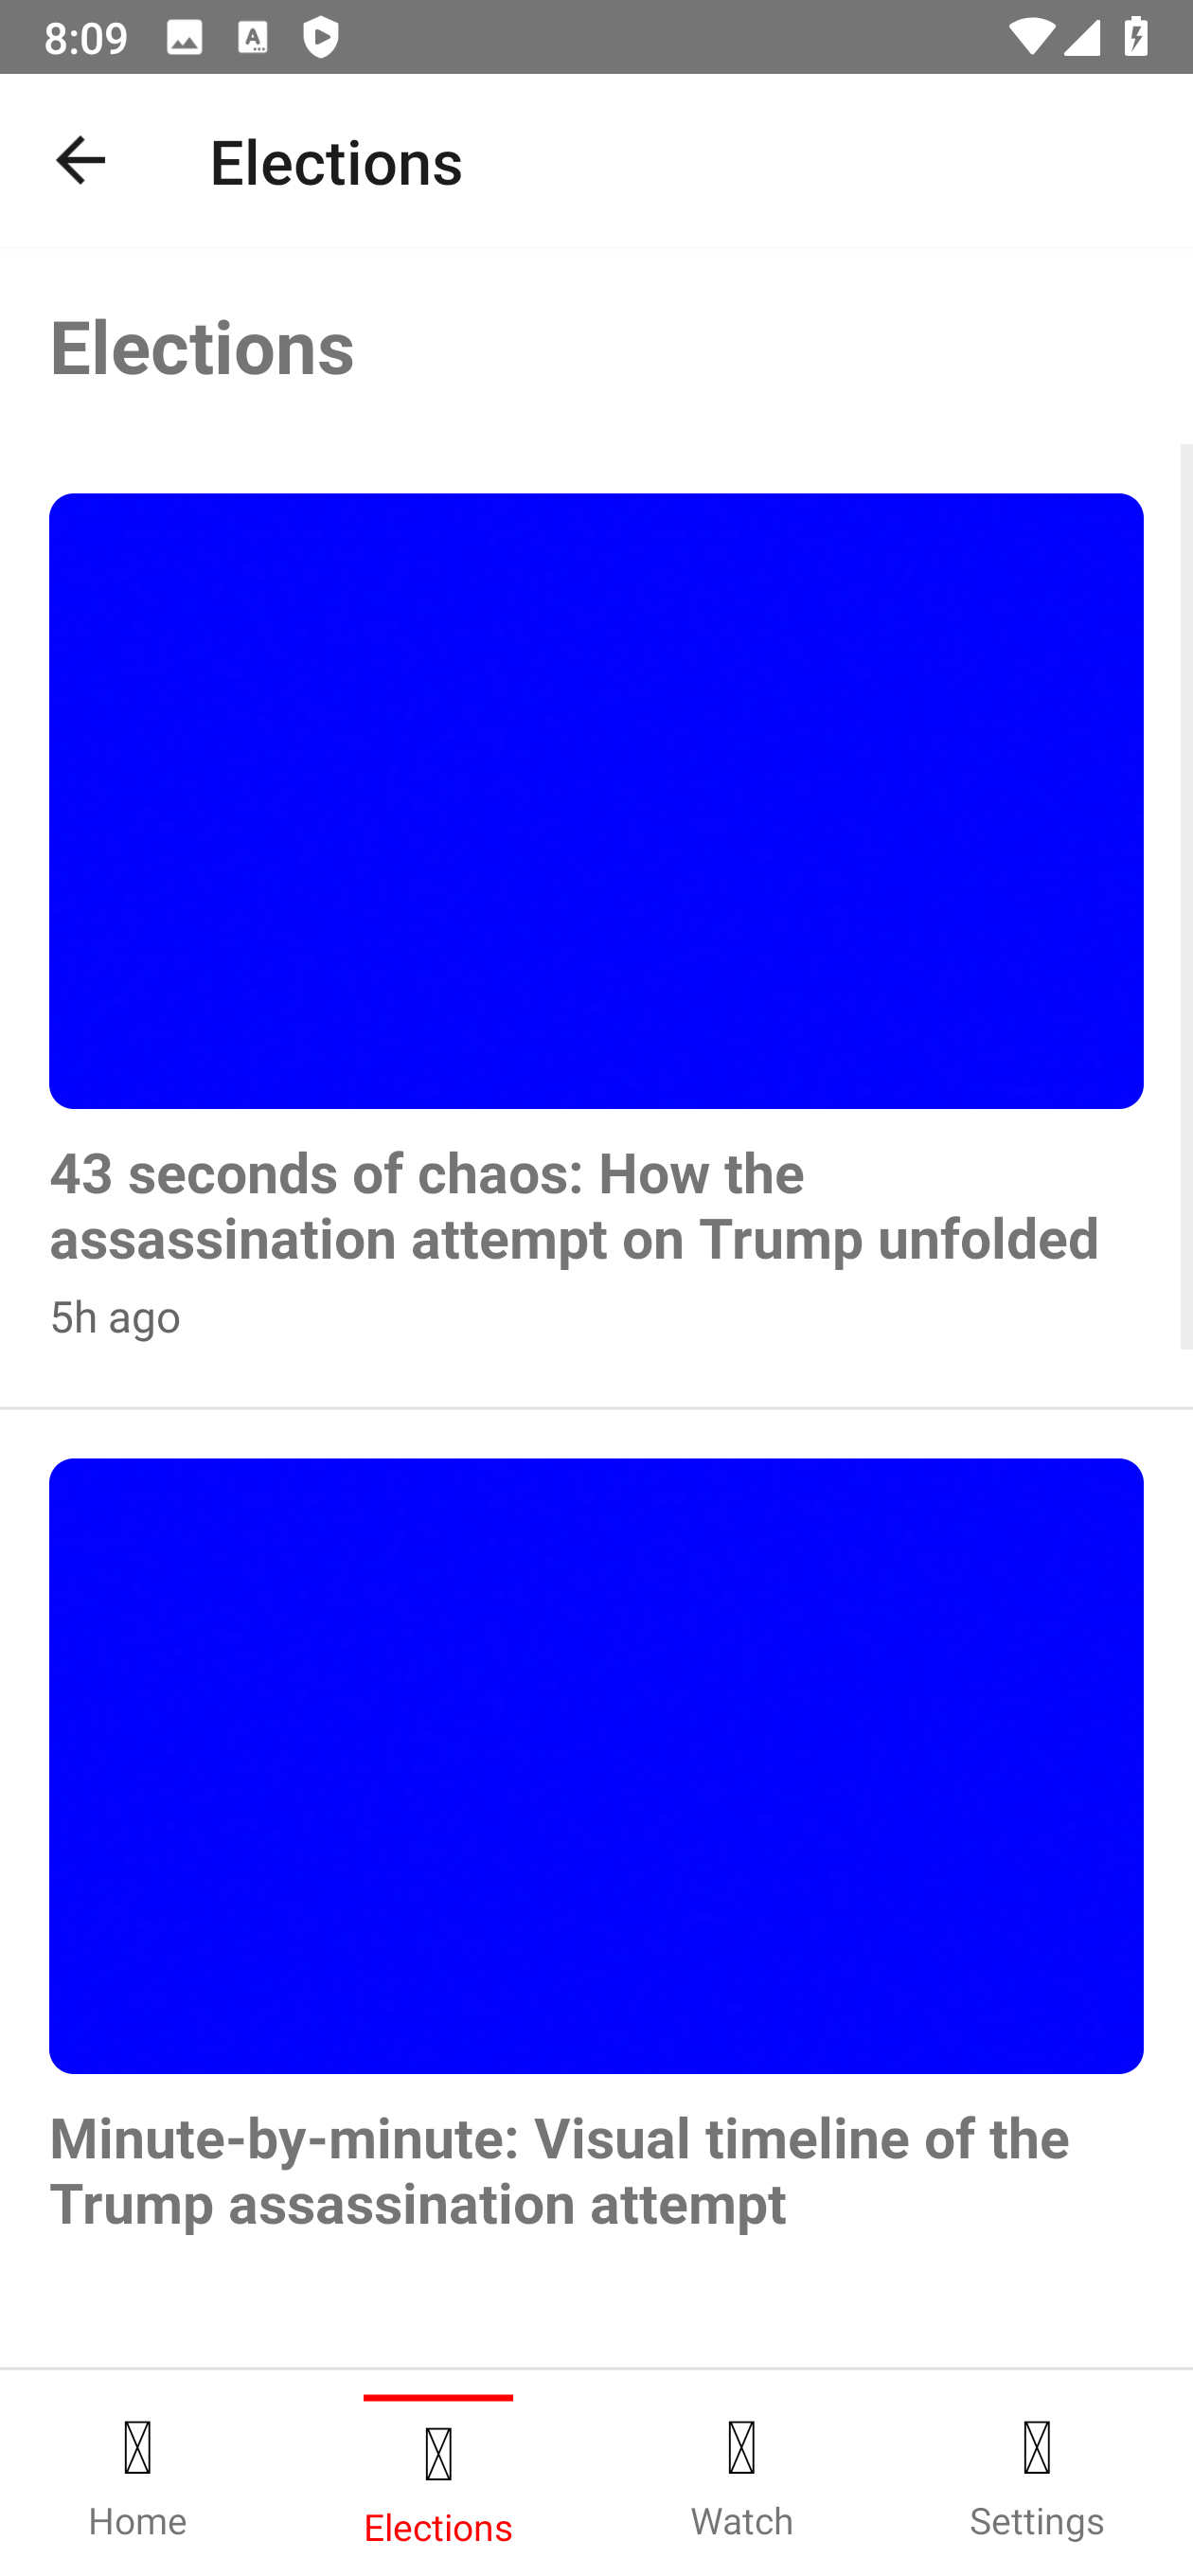 8:09
Elections
Elections
43 seconds of chaos: How the
assassination attempt on Trump unfolded
5h ago
Minute-by-minute: Visual timeline of the
Trump assassination attempt
Home
Elections
Watch
Settings